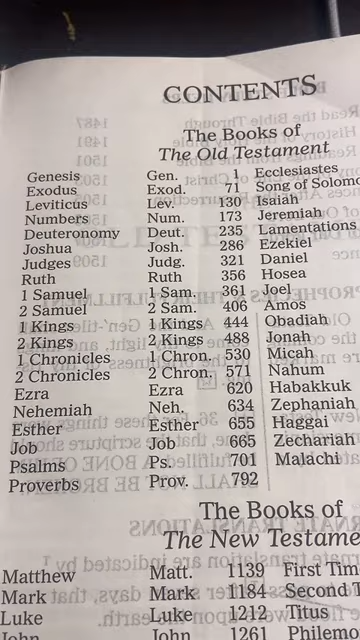 CONTENTS
The Books of
The Old Testament
Genesis Gen. 1 Ecclesiastes
Exodus Exod. 71 Song of Solomo
Leviticus Lev. 130 Isaiah
Numbers Num. 173 Jeremiah
Deuteronomy Deut. 235 Lamentations
Joshua Josh. 286 Ezekiel
Judges Judg. 321 Daniel
Ruth Ruth 356 Hosea
1 Samuel 1 Sam. 361 Joel
2 Samuel 2 Sam. 406 Amos
1 Kings 1 Kings 444 Obadiah
2 Kings 2 Kings 488 Jonah
1 Chronicles 1 Chron. 530 Micah
2 Chronicles 2 Chron. 571 Nahum
Ezra Ezra 620 Habakkuk
Nehemiah Neh. 634 Zephaniah
Esther Esther 655 Haggai
Job Job 665 Zechariah
Psalms Ps. 701 Malachi
Proverbs Prov. 792
The Books of
The New Testame
Matthew Matt. 1139 First Tim
Mark Mark 1184 Second T
Luke Luke 1212 Titus
John John 1261 Philemo